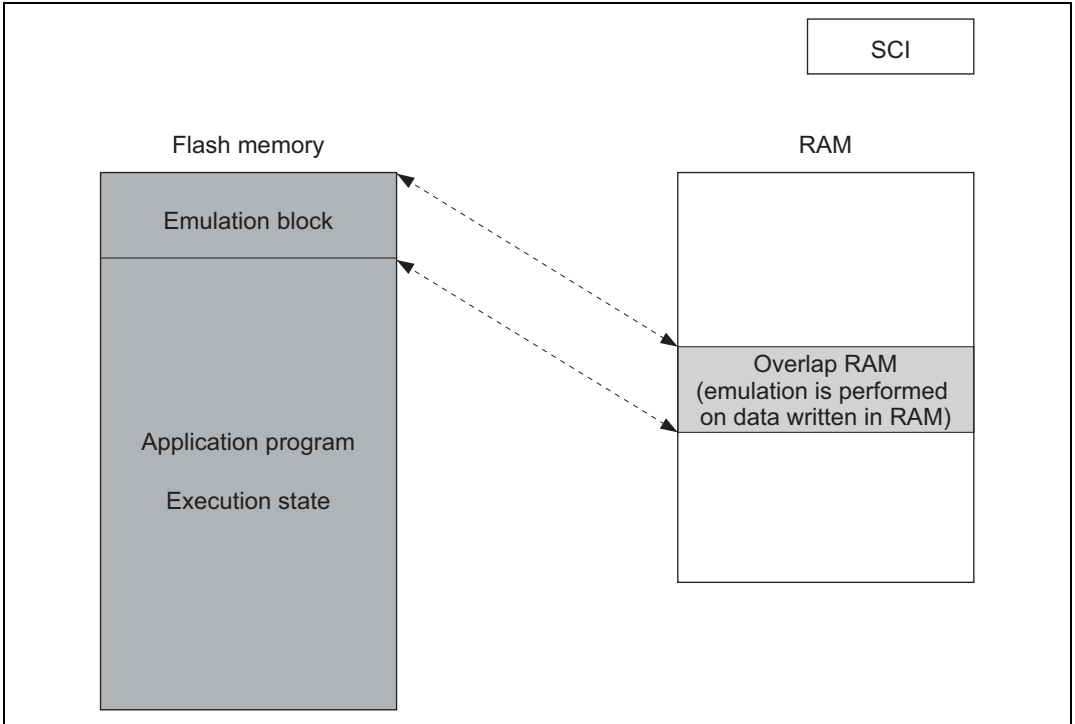 SCI
Flash memory
RAM
Emulation block
Overlap RAM
(emulation is performed
on data written in RAM)
Application program
Execution state